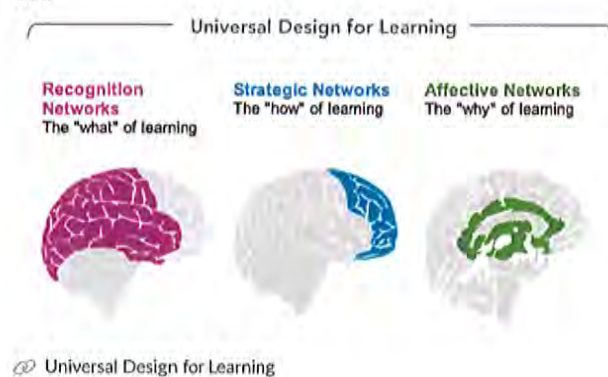 Universal Design for Learning
Recognition
Networks
The "what" of learning
Strategic Networks
The "how" of learning
Affective Networks
The "why" of learning
Universal Design for Learning